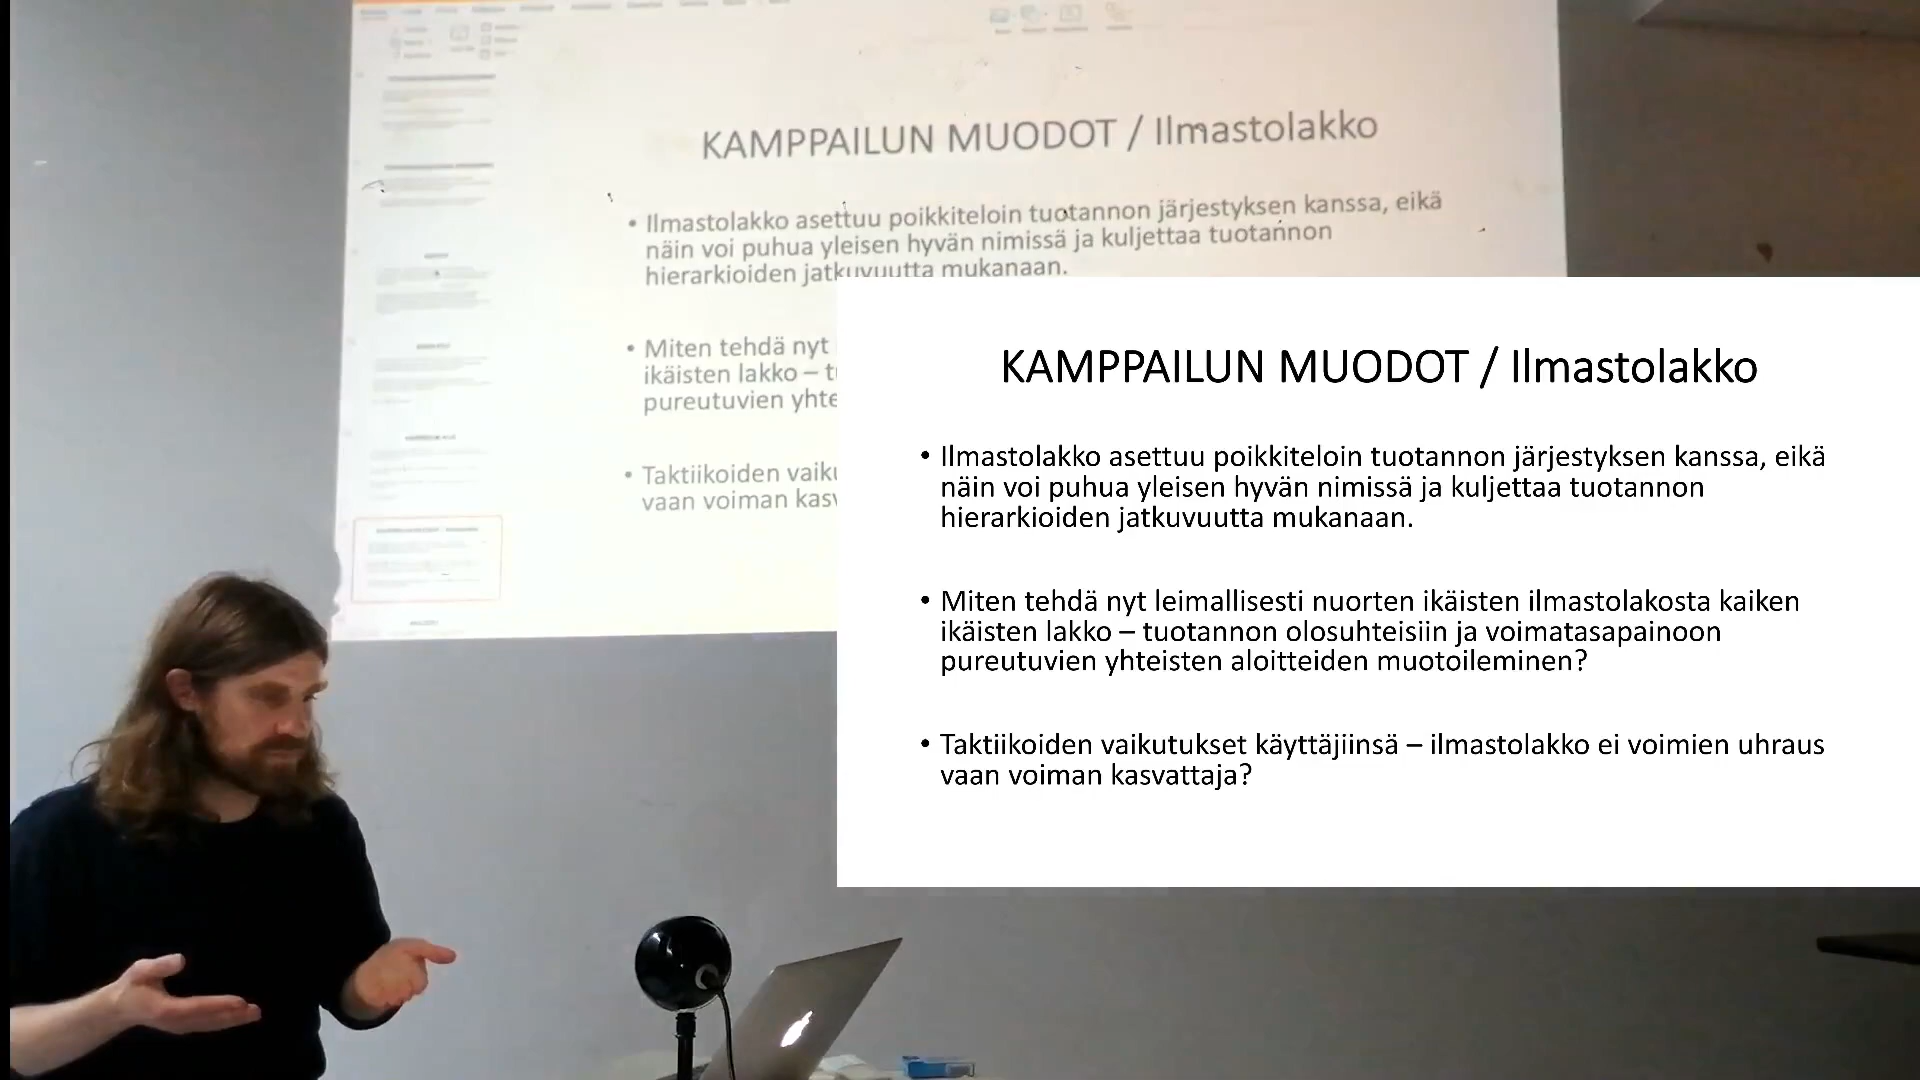 KAMPPAILUN MUODOT / Ilmastolakko
• Ilmastolakko asettuu poikkiteloin tuotannon järjestyksen kanssa, eikä
näin voi puhua yleisen hyvän nimissä ja kuljettaa tuotannon
hierarkioiden jatkuvuutta mukanaan.
• Miten tehdä nyt
ikäisten lakko –
pureutuvien
• Taktiikoiden
vaan voiman
KAMPPAILUN MUODOT / Ilmastolakko
• Ilmastolakko asettuu poikkiteloin tuotannon järjestyksen kanssa, eikä
näin voi puhua yleisen hyvän nimissä ja kuljettaa tuotannon
hierarkioiden jatkuvuutta mukanaan.
• Miten tehdä nyt leimallisesti nuorten ikäisten ilmastolakosta kaiken
ikäisten lakko – tuotannon olosuhteisiin ja voimatasapainoon
pureutuvien yhteisten aloitteiden muotoileminen?
• Taktiikoiden vaikutukset käyttäjiinsä – ilmastolakko ei voimien uhraus
vaan voiman kasvattaja?